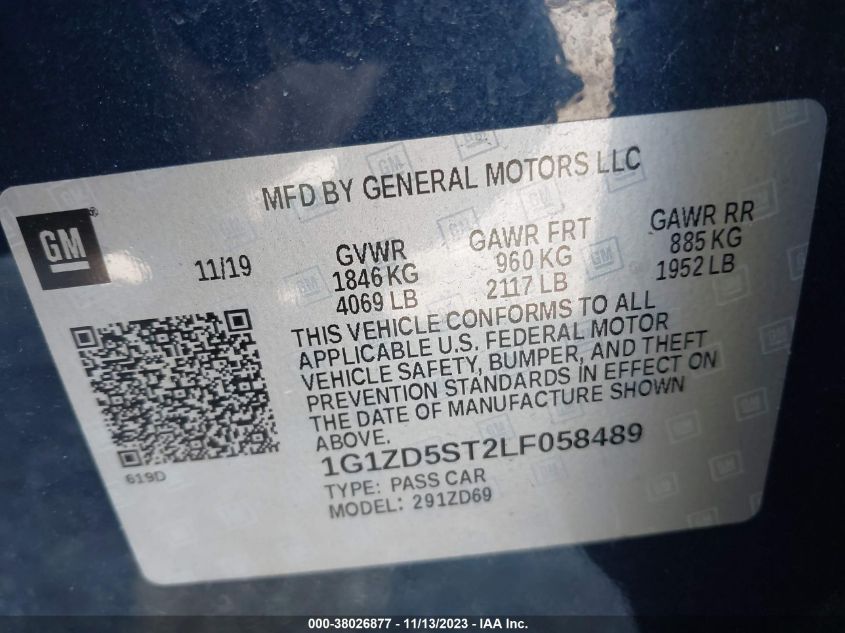 MFD BY GENERAL MOTORS LLC
GM
11/19
GVWR
1846 KG
4069 LB
GAWR FRT
960 KG
2117 LB
GAWR RR
885 KG
1952 LB
THIS VEHICLE CONFORMS TO ALL
APPLICABLE U.S. FEDERAL MOTOR
VEHICLE SAFETY, BUMPER, AND THEFT
PREVENTION STANDARDS IN EFFECT ON
THE DATE OF MANUFACTURE SHOWN
ABOVE.
619D
1G1ZD5ST2LF058489
TYPE: PASS CAR
MODEL: 291ZD69
000-38026877 - 11/13/2023 - IAA Inc.